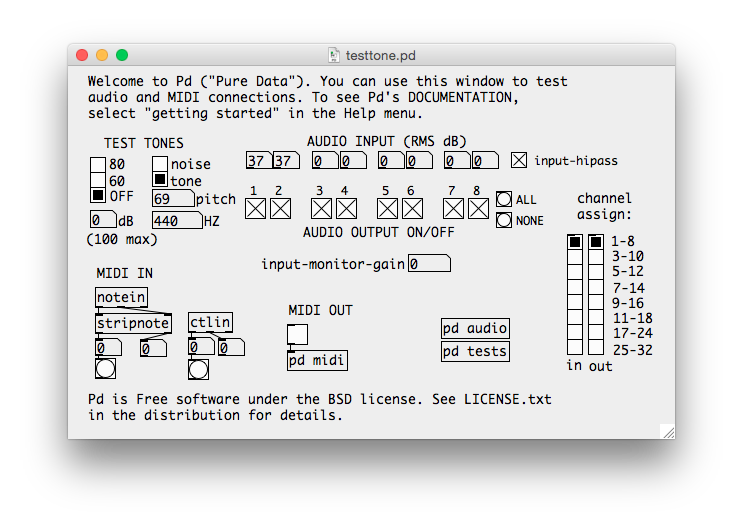 testtone.pd
Welcome to Pd ("Pure Data"). You can use this window to test
audio and MIDI connections. To see Pd's DOCUMENTATION,
select "getting started" in the Help menu.
TEST TONES
80
60
OFF
0 dB
(100 max)
noise
tone
69 pitch
440 HZ
AUDIO INPUT (RMS dB)
37 37 0 0 0 0 0 0 input-hipass
1 2 3 4 5 6 7 8
ALL
NONE
AUDIO OUTPUT ON/OFF
input-monitor-gain 0
channel
assign:
1-8
3-10
5-12
7-14
9-16
11-18
17-24
25-32
in out
MIDI IN
notein
stripnote
0 0
ctlin
0 0
MIDI OUT
pd midi
pd audio
pd tests
Pd is Free software under the BSD license. See LICENSE.txt
in the distribution for details.